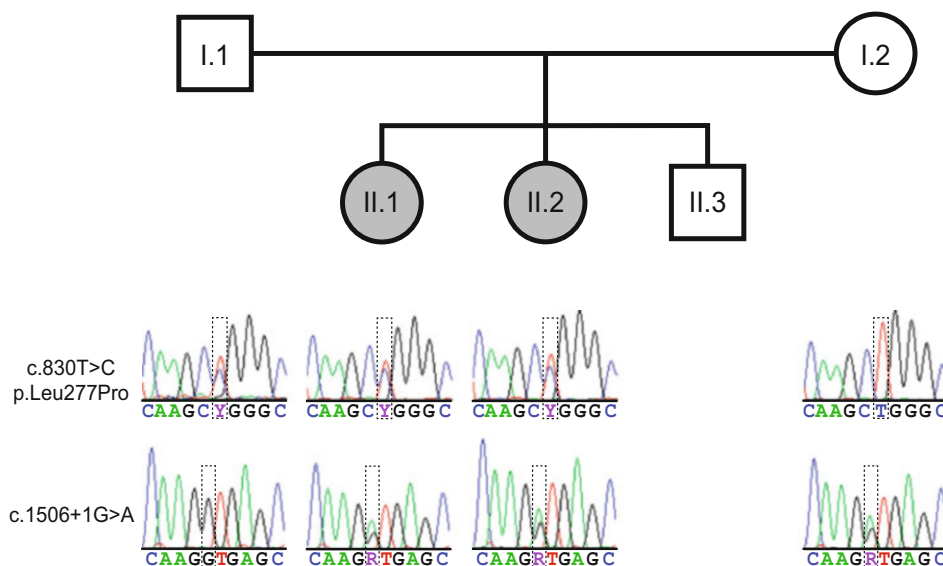 I.1
I.2
II.1
II.2
II.3
c.830T>C
p.Leu277Pro
CAAGCYGGGC CAAGCYGGGC CAAGCYGGGC CAAGCTGGGC
c.1506+1G>A
CAAGGTGAGC CAAGRTGAGC CAAGRTGAGC CAAGRTGAGC